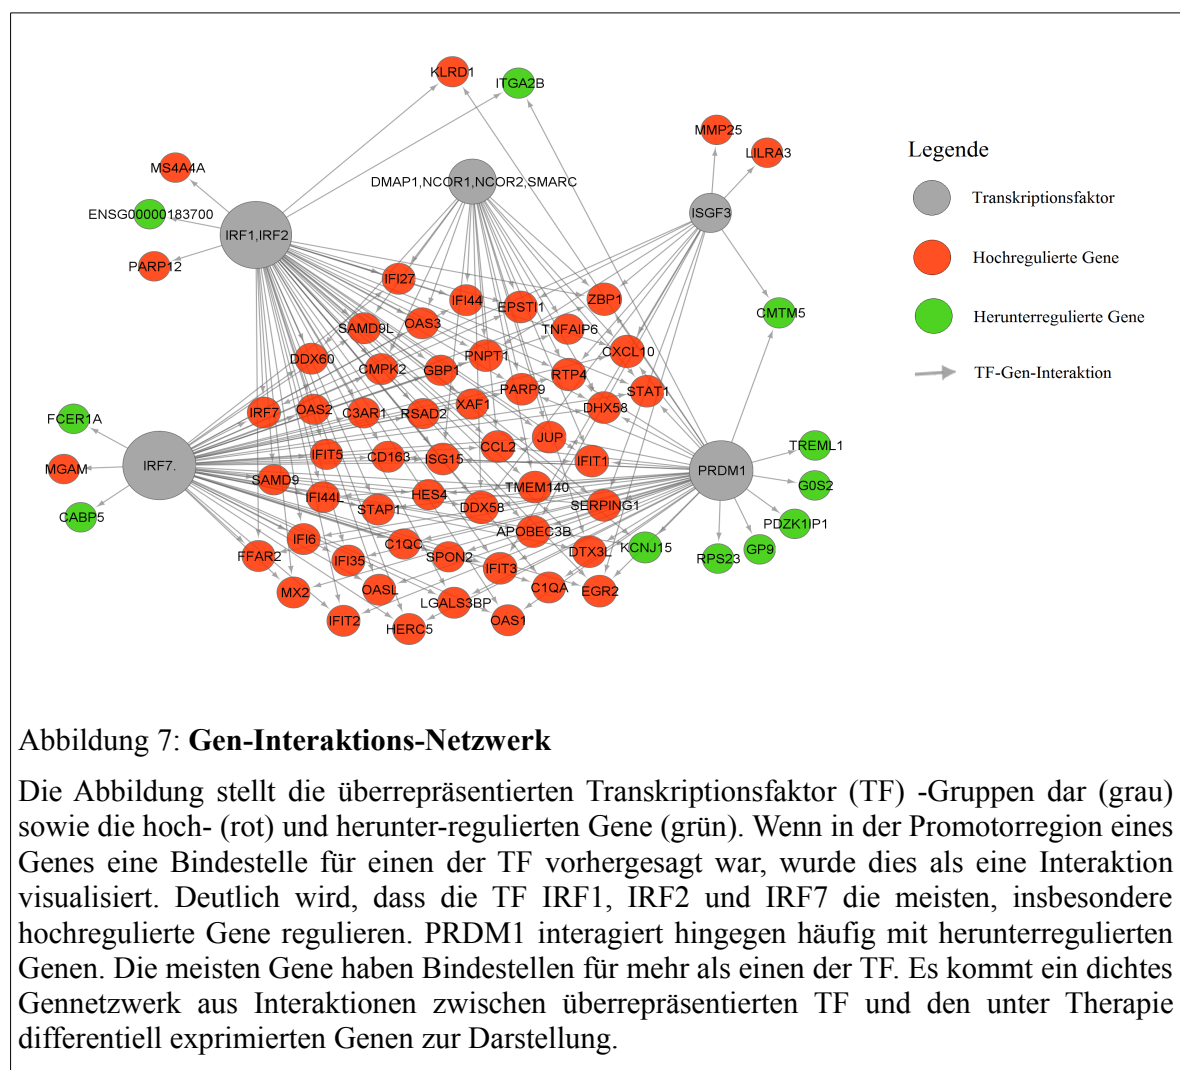 KLRD1
ITGA2B
MMP25
LILRA3
MS4A4A
DMAP1,NCOR1,NCOR2,SMARC
ENSG00000183700
ISGF3
IRF1,IRF2
PARP12
IFI27
IFI44
EPSTI1
ZBP1
CMTM5
SAMD9L
OAS3
TNFAIP6
DDX60
PNPT1
CXCL10
CMPK2
GBP1
RTP4
PARP9
STAT1
IRF7
OAS2
C3AR1
RSAD2
XAF1
DHX58
FCER1A
JUP
CCL2
TREML1
IFIT5
CD163
ISG15
IFIT1
MGAM
IRF7.
PRDM1
SAMD9
TMEM140
G0S2
IFI44L
HES4
STAP1
DDX58
SERPING1
CABP5
PDZK1IP1
APOBEC3B
IFI6
C1QC
KCNJ15
GP9
FFAR2
IFI35
SPON2
DTX3L
RPS23
IFIT3
MX2
OASL
C1QA
EGR2
LGALS3BP
IFIT2
HERC5
OAS1
Legende
Transkriptionsfaktor
Hochregulierte Gene
Herunterregulierte Gene
TF-Gen-Interaktion
Abbildung 7: Gen-Interaktions-Netzwerk
Die Abbildung stellt die überrepräsentierten Transkriptionsfaktor (TF) -Gruppen dar (grau)
sowie die hoch- (rot) und herunter-regulierten Gene (grün). Wenn in der Promotorregion eines
Genes eine Bindestelle für einen der TF vorhergesagt war, wurde dies als eine Interaktion
visualisiert. Deutlich wird, dass die TF IRF1, IRF2 und IRF7 die meisten, insbesondere
hochregulierte Gene regulieren. PRDM1 interagiert hingegen häufig mit herunterregulierten
Genen. Die meisten Gene haben Bindestellen für mehr als einen der TF. Es kommt ein dichtes
Gennetzwerk aus Interaktionen zwischen überrepräsentierten TF und den unter Therapie
differentiell exprimierten Genen zur Darstellung.